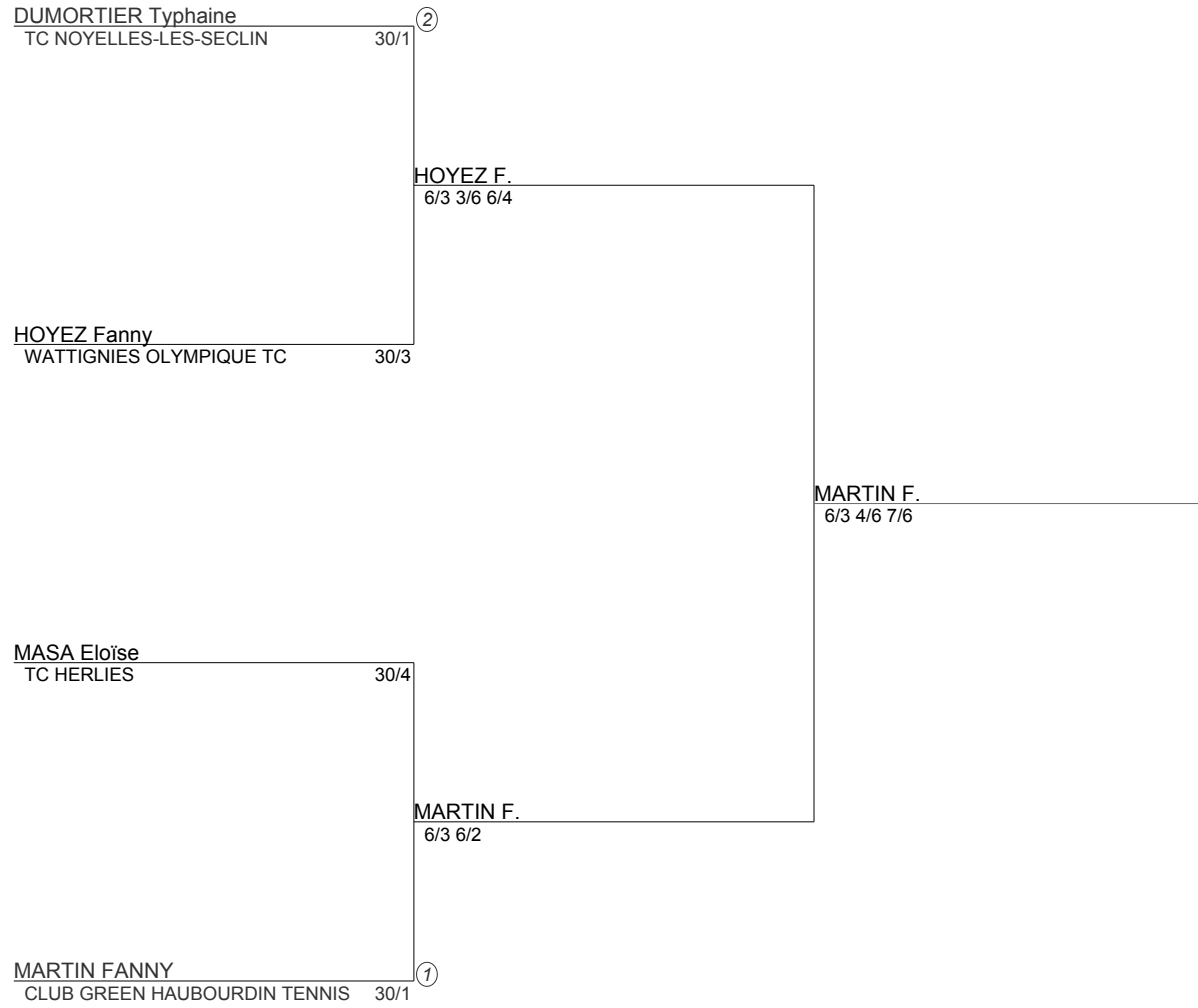 DUMORTIER Typhaine 2
TC NOYELLES-LES-SECLIN 30/1
HOYEZ F.
6/3 3/6 6/4
HOYEZ Fanny
WATTIGNIES OLYMPIQUE TC 30/3
MARTIN F.
6/3 4/6 7/6
MASA Eloïse
TC HERLIES 30/4
MARTIN F.
6/3 6/2
MARTIN FANNY 1
CLUB GREEN HAUBOURDIN TENNIS 30/1